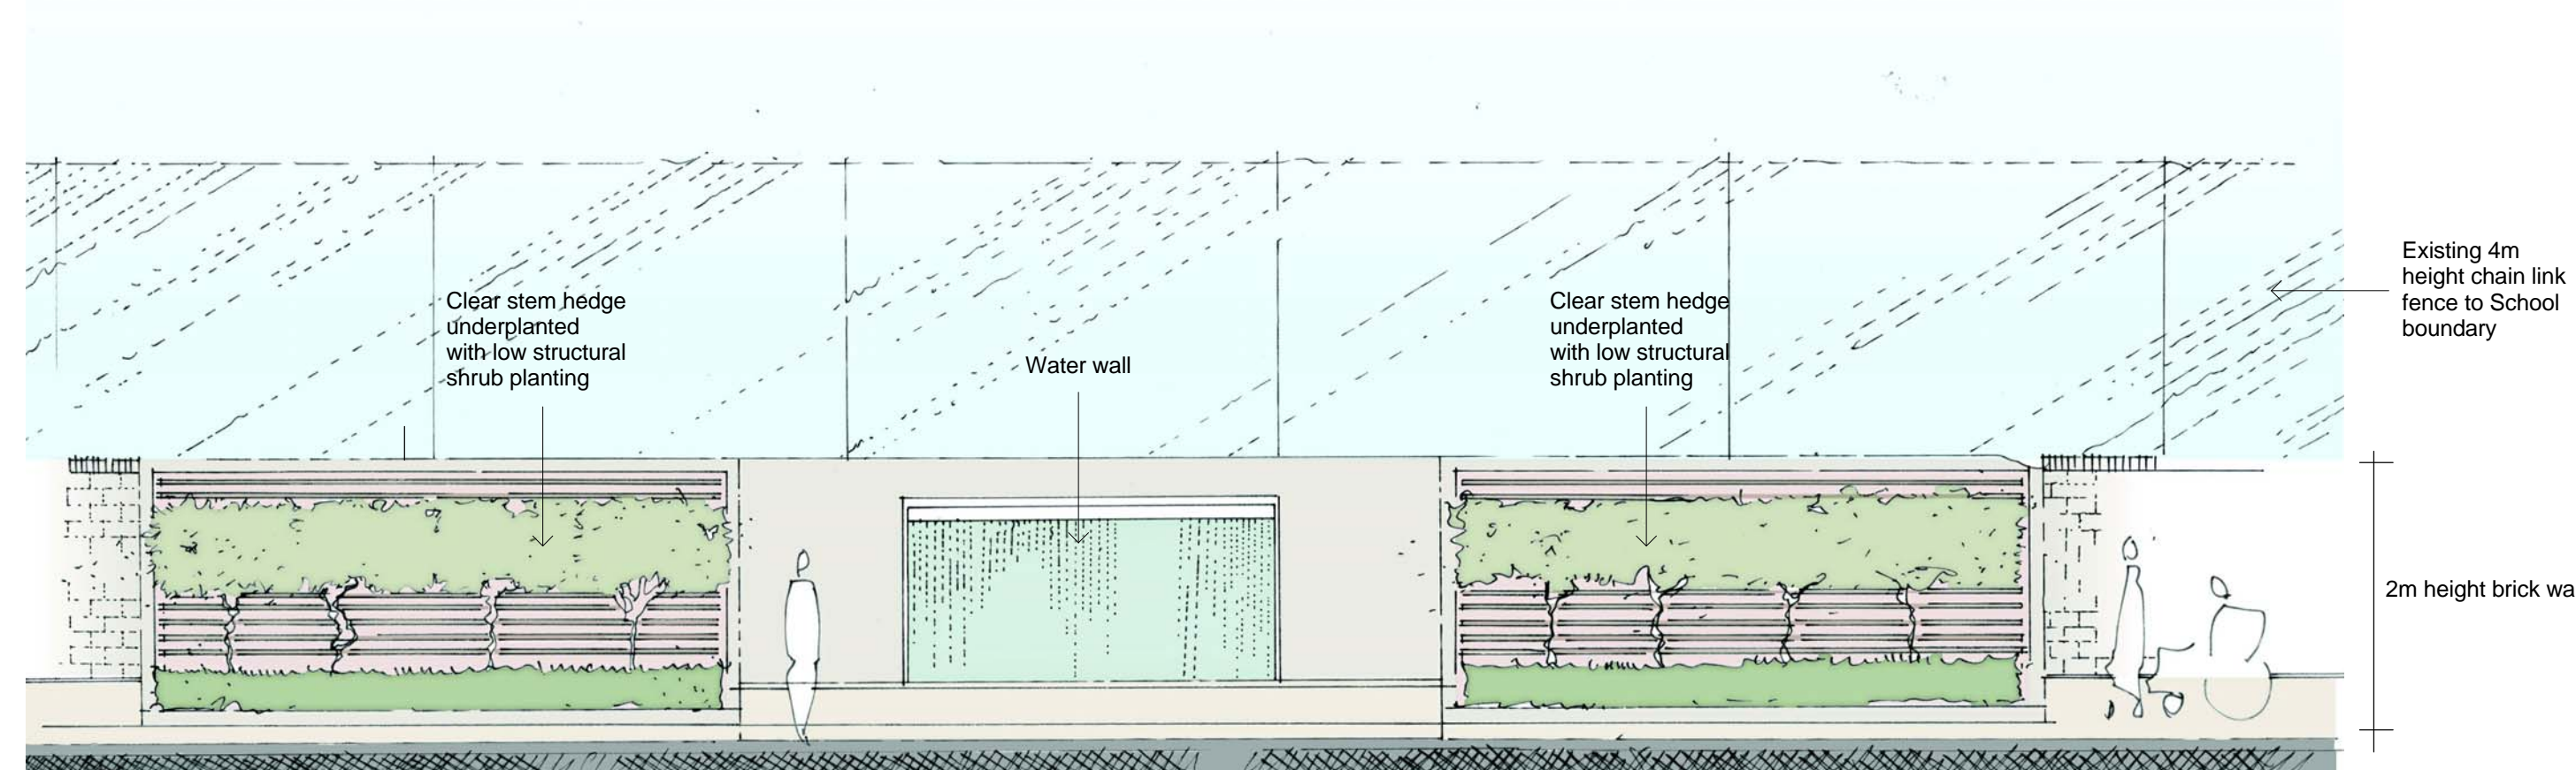 Clear stem hedge
underplanted
with low structural
shrub planting
Water wall
Clear stem hedge
underplanted
with low structural
shrub planting
Existing 4m
height chain link
fence to School
boundary
2m height brick wa